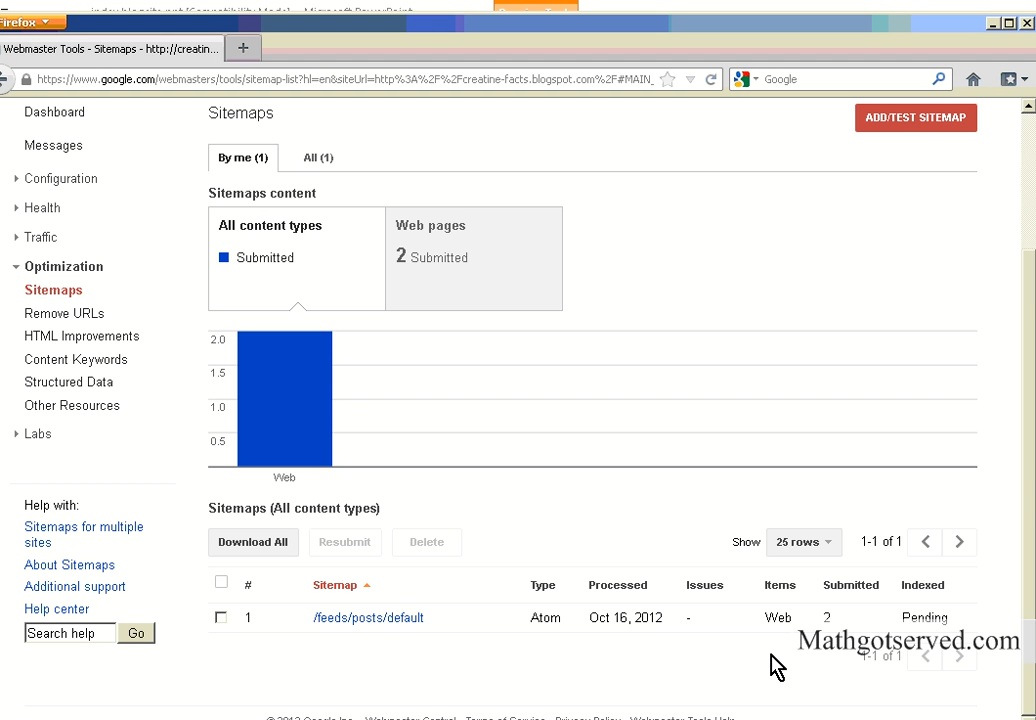 Firefox
Webmaster Tools - Sitemaps - http://creatin...
https://www.google.com/webmasters/tools/sitemap-list?hl=en&siteUrl=http%3A%2F%2Fcreatine-facts.blogspot.com%2F#MAIN_
Google
Dashboard
Messages
Configuration
Health
Traffic
Optimization
Sitemaps
Remove URLs
HTML Improvements
Content Keywords
Structured Data
Other Resources
Labs
Help with:
Sitemaps for multiple
sites
About Sitemaps
Additional support
Help center
Search help Go
Sitemaps
ADD/TEST SITEMAP
By me (1) All (1)
Sitemaps content
All content types
Submitted
Web pages
2 Submitted
2.0
1.5
1.0
0.5
Web
Sitemaps (All content types)
Download All Resubmit Delete Show 25 rows 1-1 of 1
# Sitemap Type Processed Issues Items Submitted Indexed
1 /feeds/posts/default Atom Oct 16, 2012 - Web 2 Pending
Mathgotserved.com
1-1 of 1